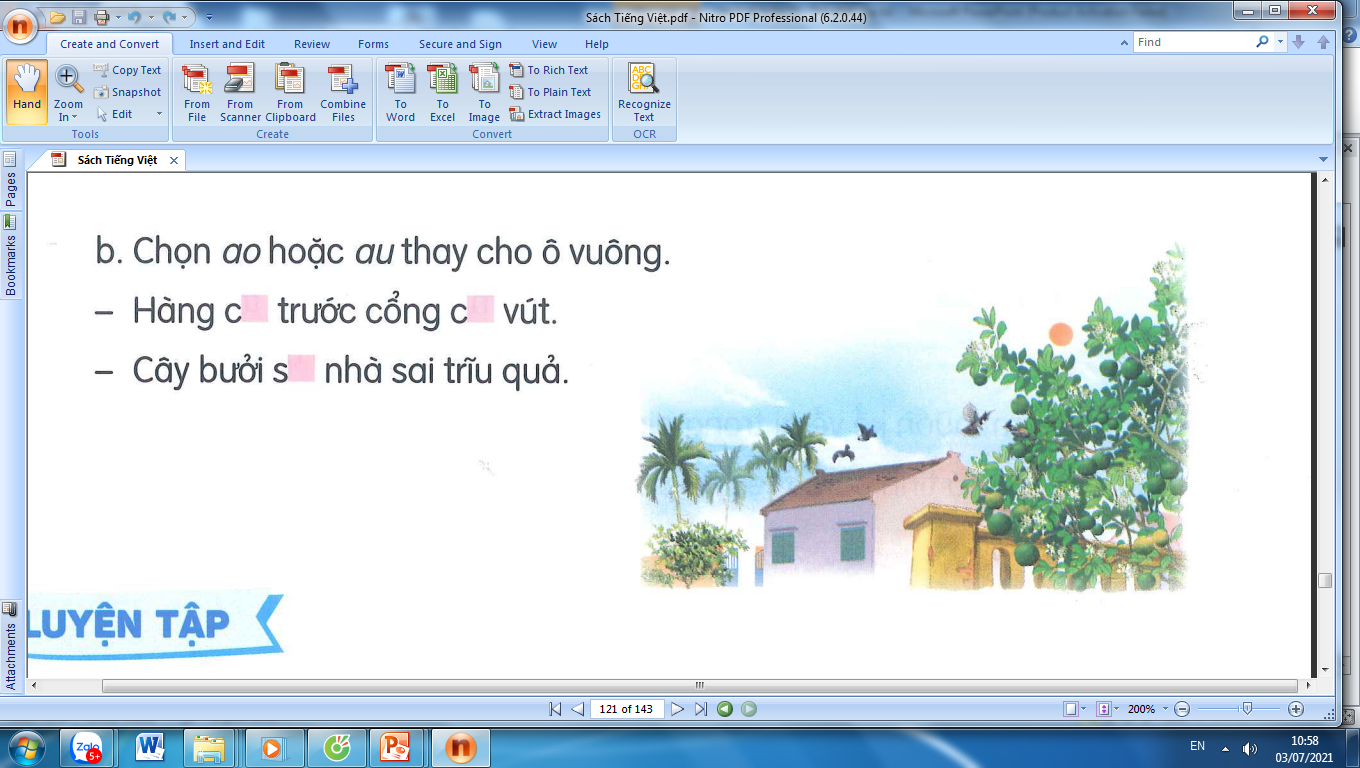 Sách Tiếng Việt.pdf - Nitro PDF Professional (6.2.0.44)
Create and Convert Insert and Edit Review Forms Secure and Sign View Help Find
Hand
Zoom In
Copy Text
Snapshot
Edit
Tools
From File
From Scanner
From Clipboard
Combine Files
Create
To Word
To Excel
To Image
To Rich Text
To Plain Text
Extract Images
Convert
Recognize Text
OCR
Sách Tiếng Việt
Pages
Bookmarks
Attachments
b. Chọn ao hoặc au thay cho ô vuông.
– Hàng c trước cổng c vút.
– Cây bưởi s nhà sai trĩu quả.
LUYỆN TẬP
121 of 143
200%
Zalo
5+
EN
10:58
03/07/2021